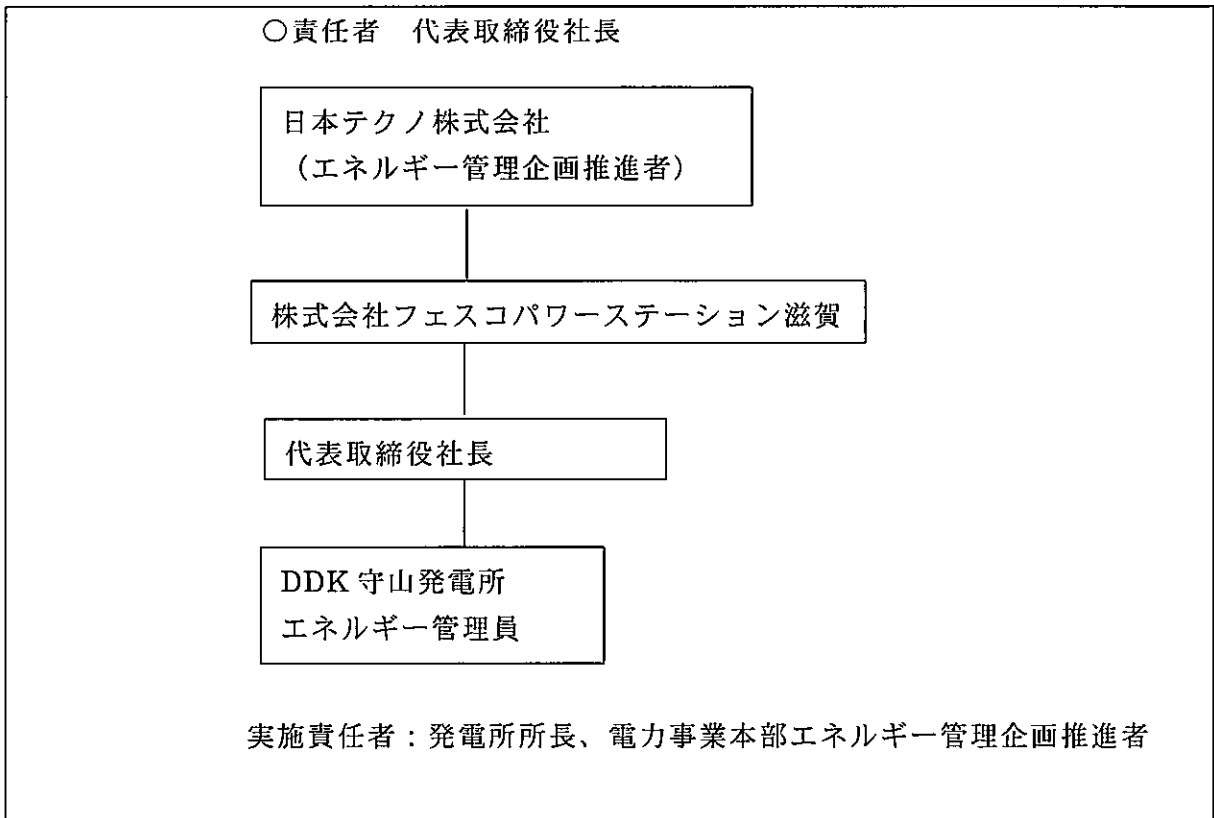 〇責任者　代表取締役社長
日本テクノ株式会社
（エネルギー管理企画推進者）
株式会社フェスコパワーステーション滋賀
代表取締役社長
DDK 守山発電所
エネルギー管理員
実施責任者：発電所所長、電力事業本部エネルギー管理企画推進者